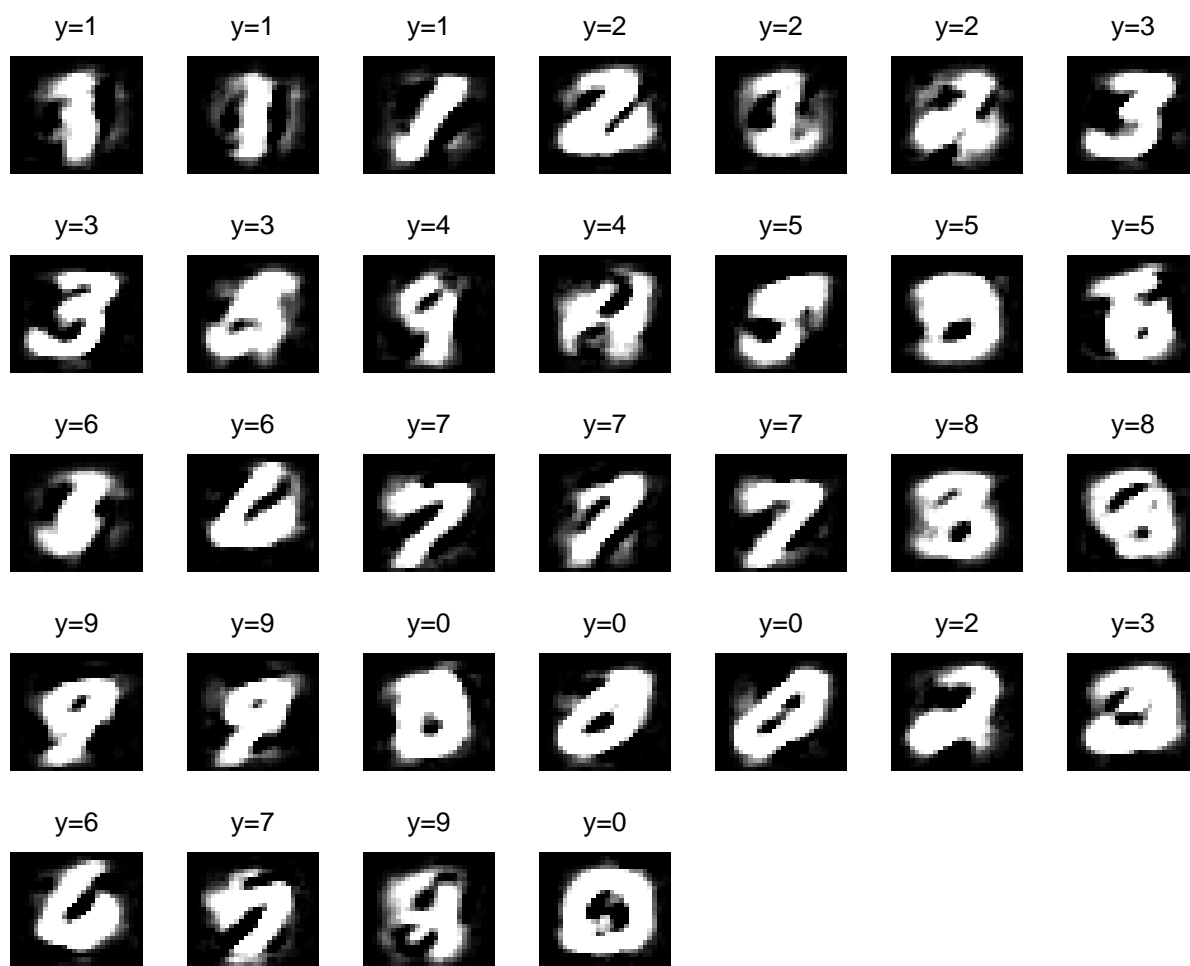 y=1 y=1 y=1 y=2 y=2 y=2 y=3
y=3 y=3 y=4 y=4 y=5 y=5 y=5
y=6 y=6 y=7 y=7 y=7 y=8 y=8
y=9 y=9 y=0 y=0 y=0 y=2 y=3
y=6 y=7 y=9 y=0